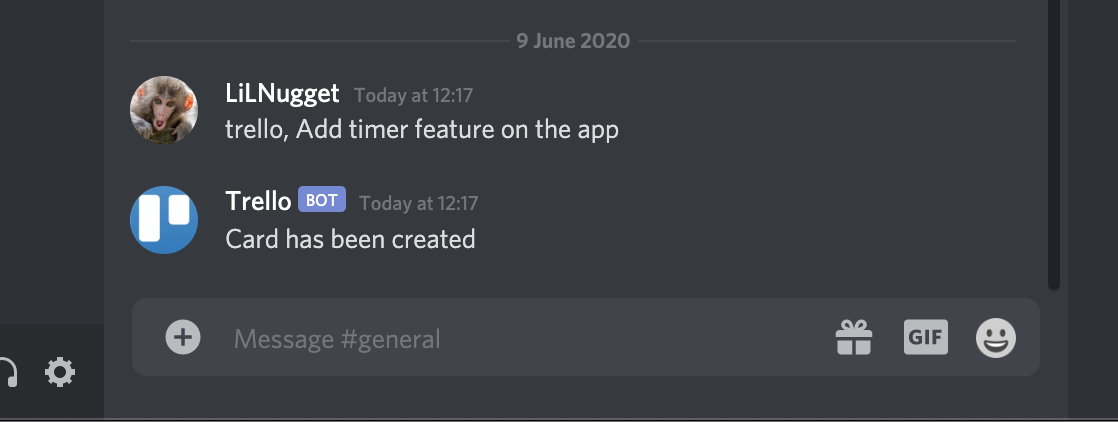 9 June 2020
LiLNugget Today at 12:17
trello, Add timer feature on the app
Trello BOT Today at 12:17
Card has been created
Message #general GIF